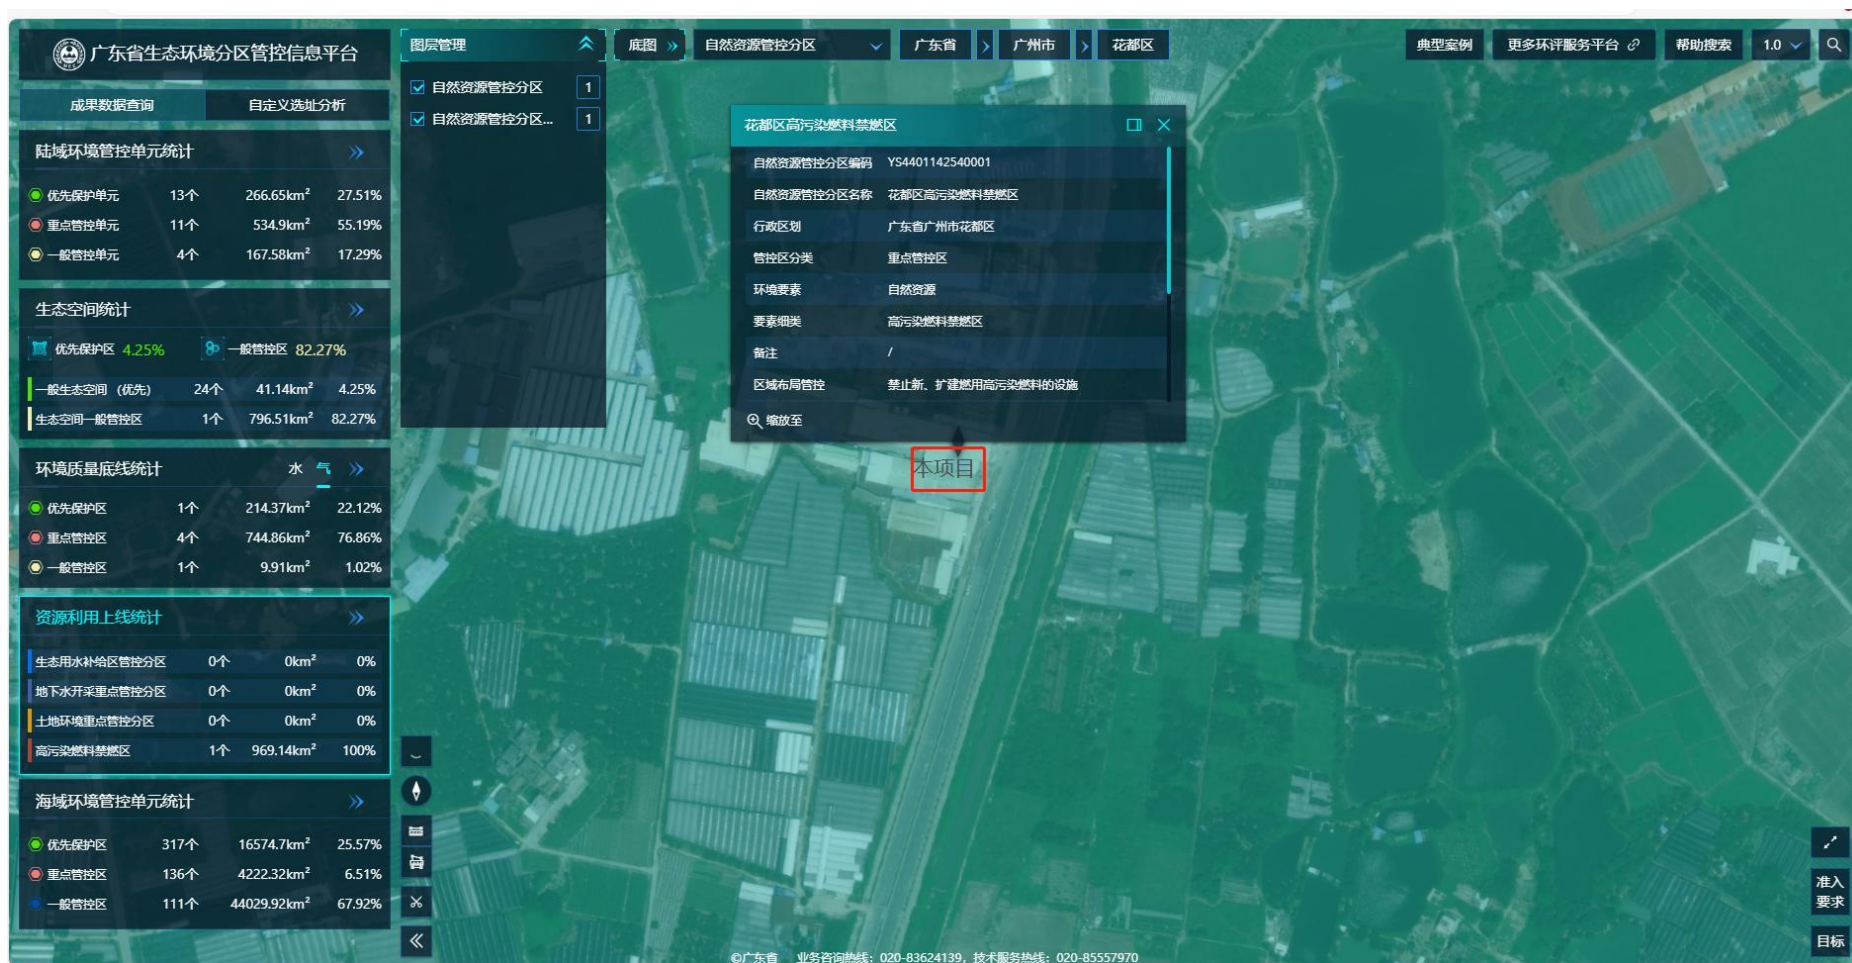 广东省生态环境分区管控信息平台
成果数据查询 自定义选址分析
陆域环境管控单元统计
优先保护单元 13个 266.65km² 27.51%
重点管控单元 11个 534.9km² 55.19%
一般管控单元 4个 167.58km² 17.29%
生态空间统计
优先保护区 4.25% 一般管控区 82.27%
一般生态空间（优先） 24个 41.14km² 4.25%
生态空间一般管控区 1个 796.51km² 82.27%
环境质量底线统计 水 气
优先保护区 1个 214.37km² 22.12%
重点管控区 4个 744.86km² 76.86%
一般管控区 1个 9.91km² 1.02%
资源利用上线统计
生态用水补给区管控分区 0个 0km² 0%
地下水开采重点管控分区 0个 0km² 0%
土地环境重点管控分区 0个 0km² 0%
高污染燃料禁燃区 1个 969.14km² 100%
海域环境管控单元统计
优先保护区 317个 16574.7km² 25.57%
重点管控区 136个 4222.32km² 6.51%
一般管控区 111个 44029.92km² 67.92%
图层管理
自然资源管控分区 1
自然资源管控分区... 1
底图 自然资源管控分区 广东省 广州市 花都区
典型案例 更多环评服务平台 帮助搜索 1.0
花都区高污染燃料禁燃区
自然资源管控分区编码 YS4401142540001
自然资源管控分区名称 花都区高污染燃料禁燃区
行政区划 广东省广州市花都区
管控区分类 重点管控区
环境要素 自然资源
要素细类 高污染燃料禁燃区
备注 /
区域布局管控 禁止新、扩建燃用高污染燃料的设施
缩放至
本项目
准入
要求
目标
©广东省 业务咨询热线：020-83624139，技术服务热线：020-85557970